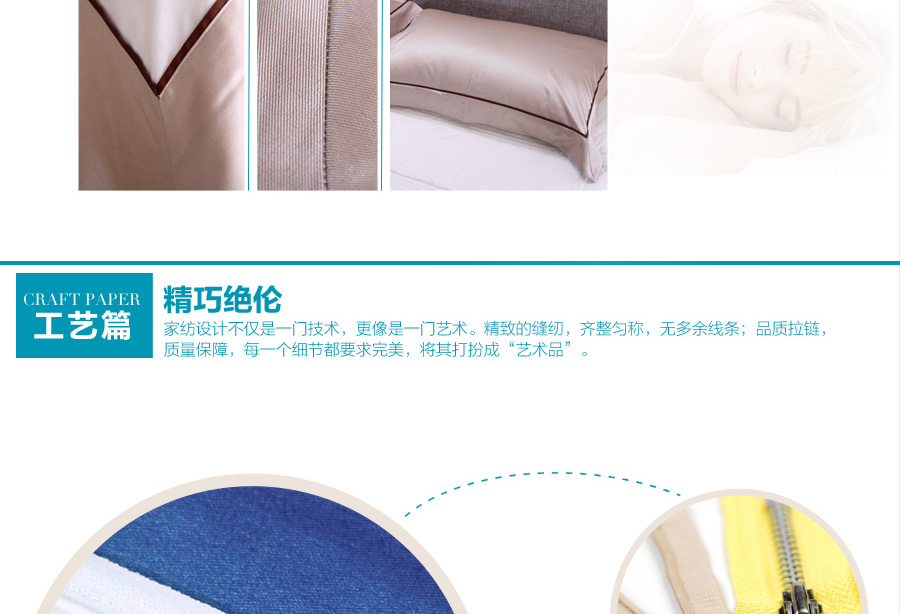 CRAFT PAPER
工艺篇
精巧绝伦
家纺设计不仅是一门技术，更像是一门艺术。精致的缝纫，齐整匀称，无多余线条；品质拉链，
质量保障，每一个细节都要求完美，将其打扮成“艺术品”。